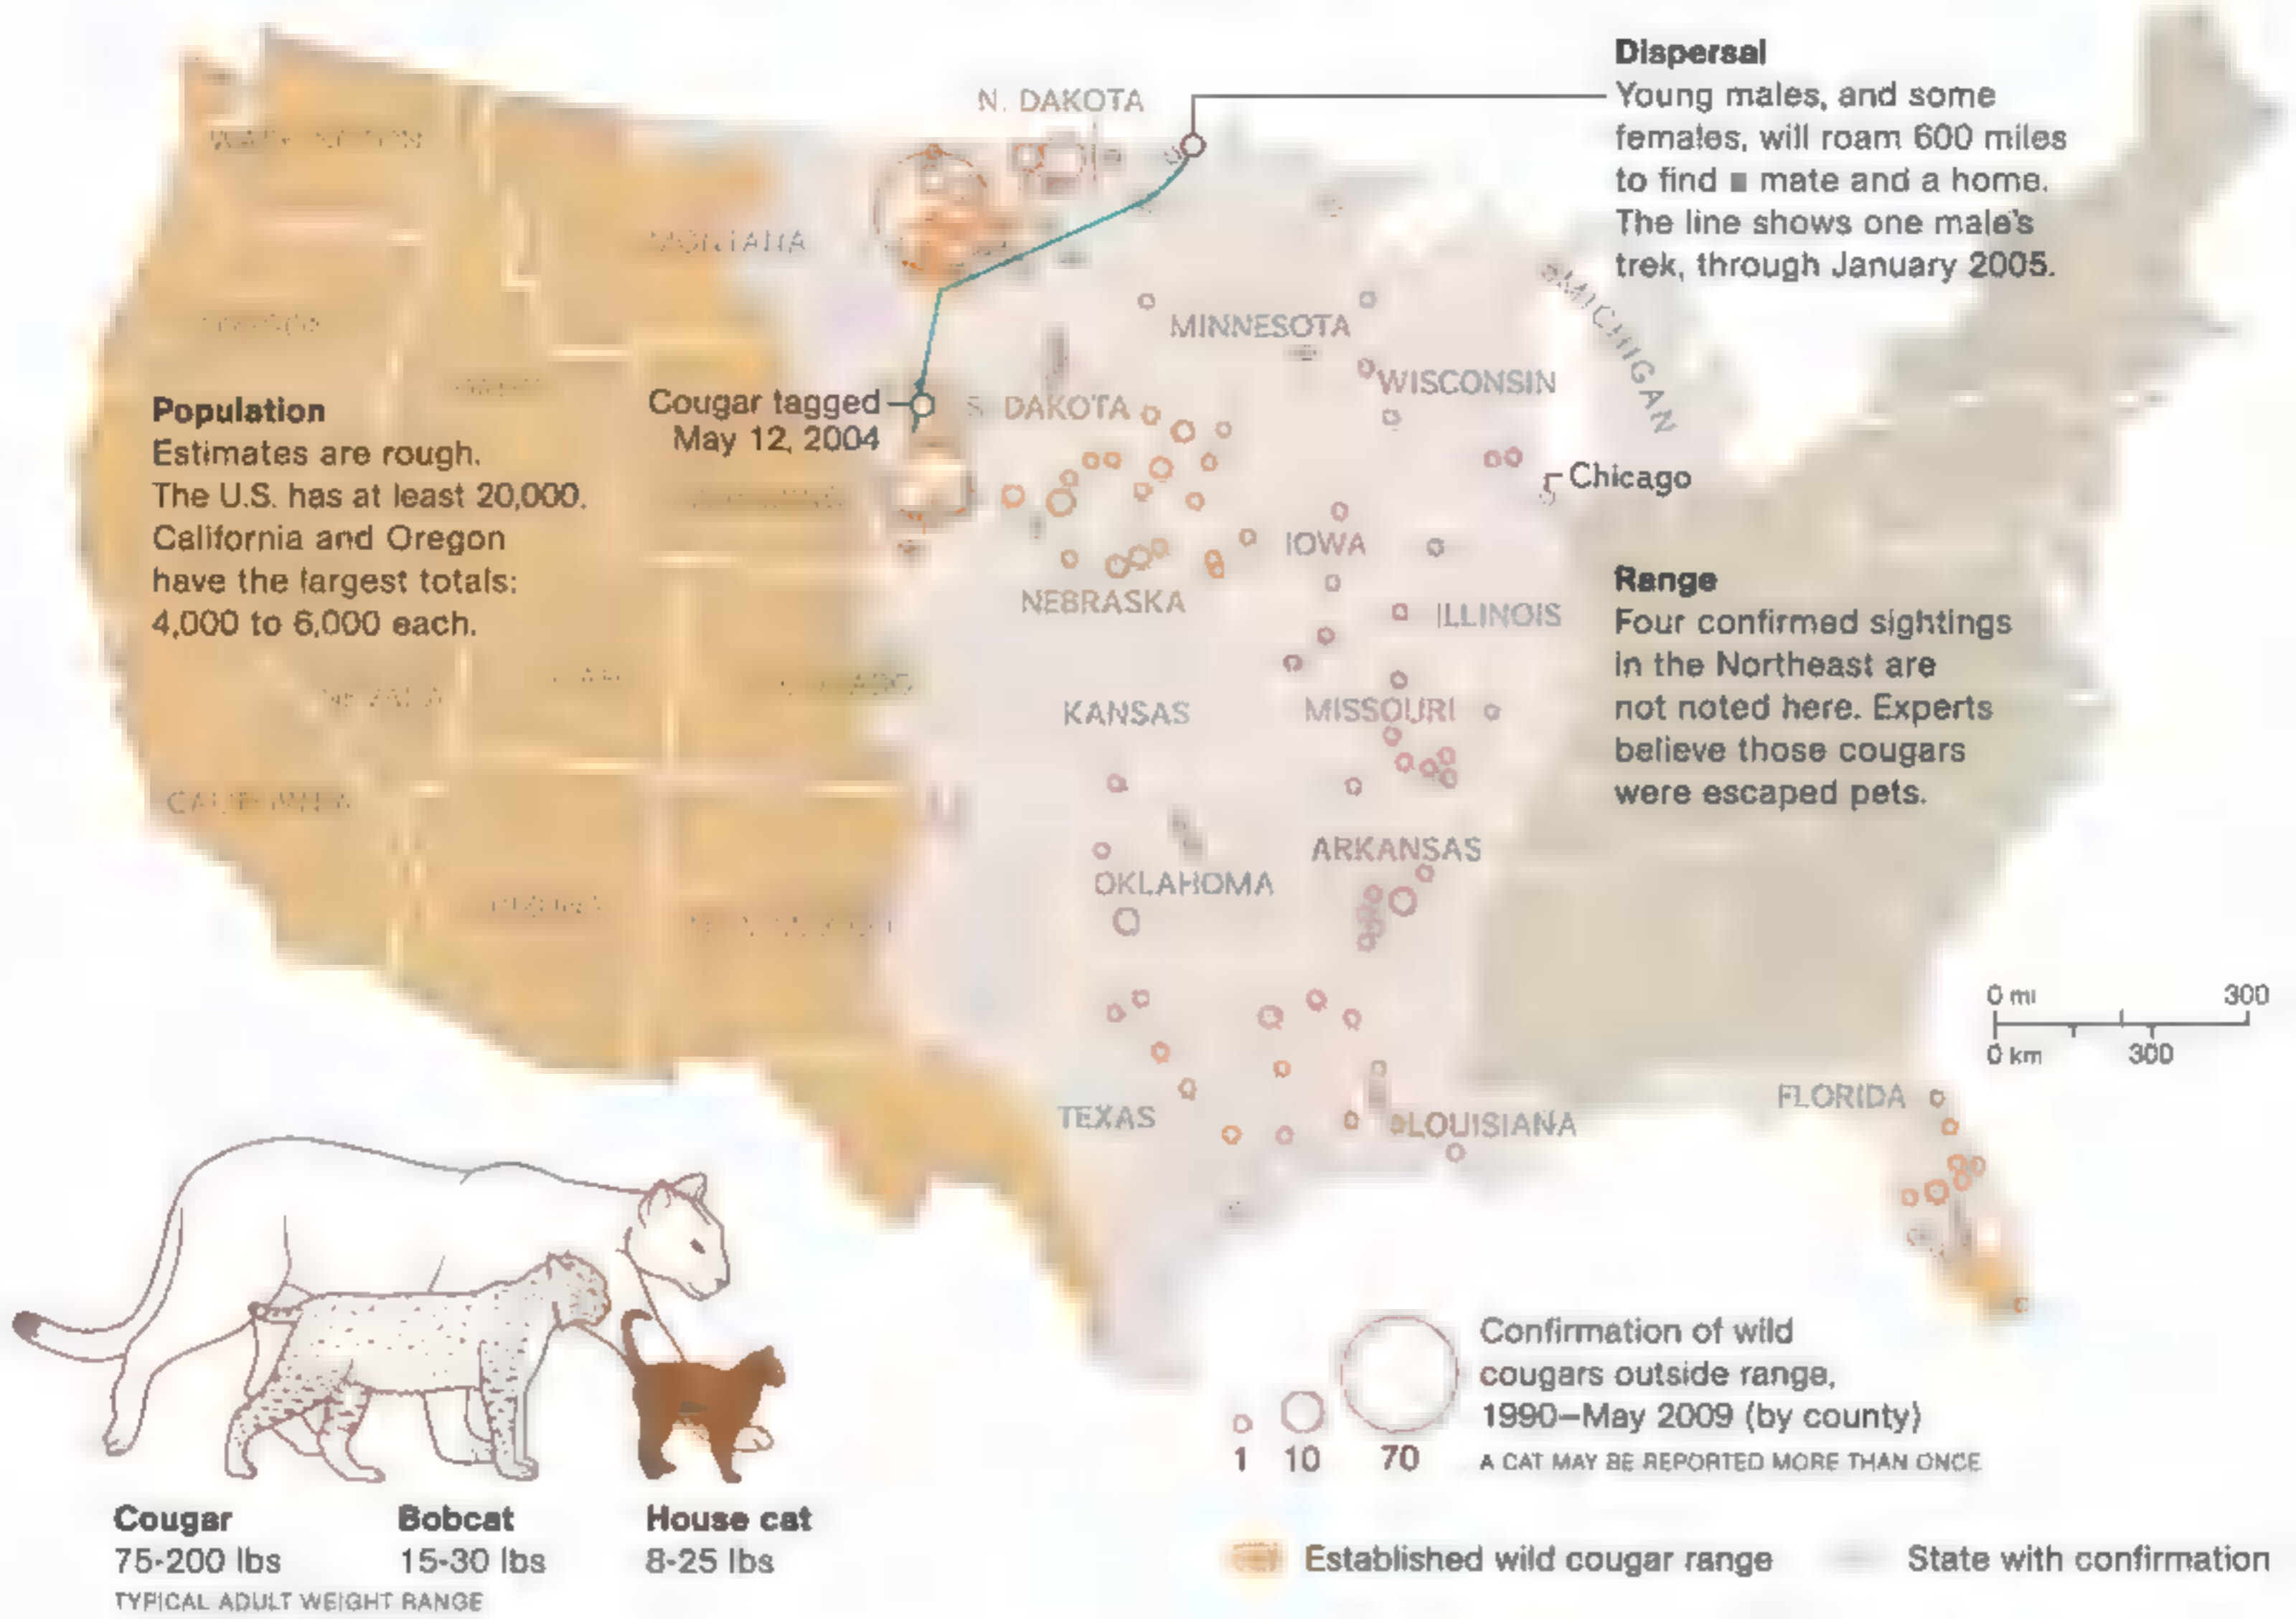 Dispersal
Young males, and some
females, will roam 600 miles
to find mate and a home.
The line shows one male's
trek, through January 2005.
N. DAKOTA
MONTANA
MINNESOTA
MICHIGAN
WISCONSIN
Population
Estimates are rough.
The U.S. has at least 20,000.
California and Oregon
have the largest totals:
4,000 to 6,000 each.
Cougar tagged
May 12, 2004
S. DAKOTA
Chicago
IOWA
NEBRASKA
ILLINOIS
Range
Four confirmed sightings
in the Northeast are
not noted here. Experts
believe those cougars
were escaped pets.
KANSAS
MISSOURI
ARKANSAS
OKLAHOMA
0 mi 300
0 km 300
TEXAS
LOUISIANA
FLORIDA
Confirmation of wild
cougars outside range,
1990–May 2009 (by county)
1 10 70
A CAT MAY BE REPORTED MORE THAN ONCE
Cougar Bobcat House cat
75-200 lbs 15-30 lbs 8-25 lbs
TYPICAL ADULT WEIGHT RANGE
Established wild cougar range
State with confirmation